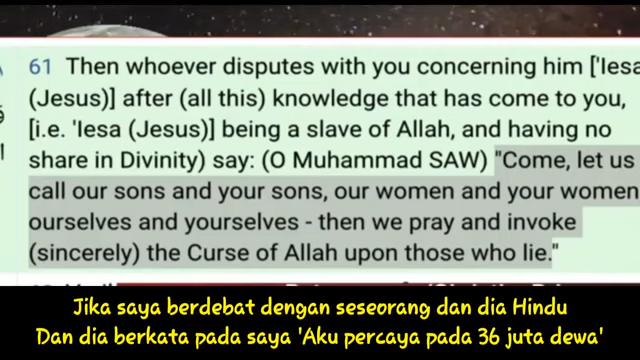 61 Then whoever disputes with you concerning him ['Iesa
(Jesus)] after (all this) knowledge that has come to you,
[i.e. 'Iesa (Jesus)] being a slave of Allah, and having no
share in Divinity) say: (O Muhammad SAW) "Come, let us
call our sons and your sons, our women and your women
ourselves and yourselves - then we pray and invoke
(sincerely) the Curse of Allah upon those who lie."
Jika saya berdebat dengan seseorang dan dia Hindu
Dan dia berkata pada saya 'Aku percaya pada 36 juta dewa'